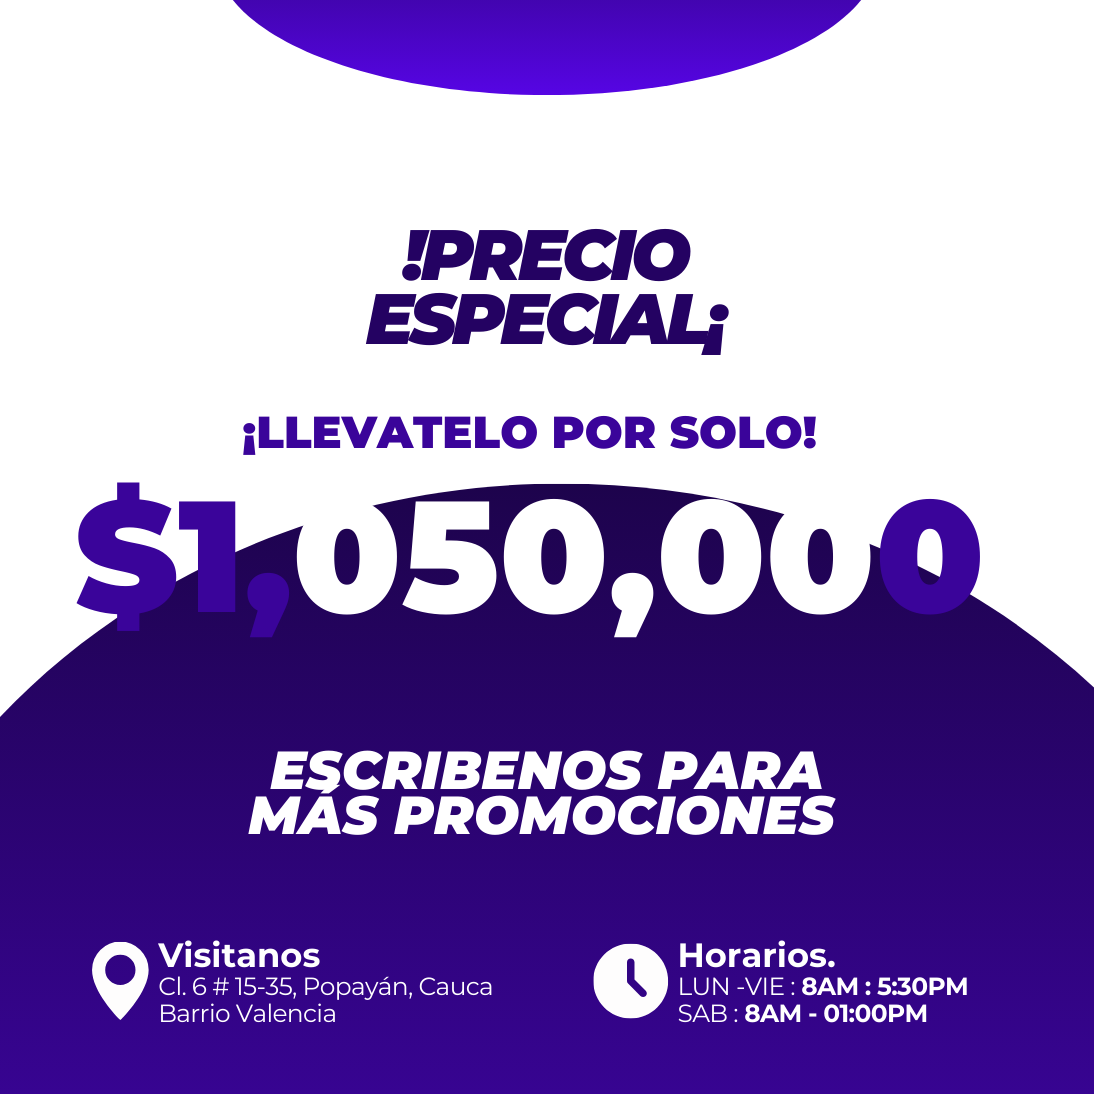 !PRECIO
ESPECIAL¡
¡LLEVATELO POR SOLO!
$1,050,000
ESCRIBENOS PARA
MÁS PROMOCIONES
Visitanos
Cl. 6 # 15-35, Popayán, Cauca
Barrio Valencia
Horarios.
LUN -VIE : 8AM : 5:30PM
SAB : 8AM - 01:00PM